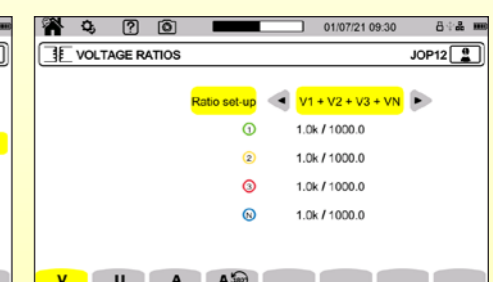 ? 01/07/21 09:30
VOLTAGE RATIOS JOP12
Ratio set-up V1 + V2 + V3 + VN
1 1.0k / 1000.0
2 1.0k / 1000.0
3 1.0k / 1000.0
N 1.0k / 1000.0
V U A